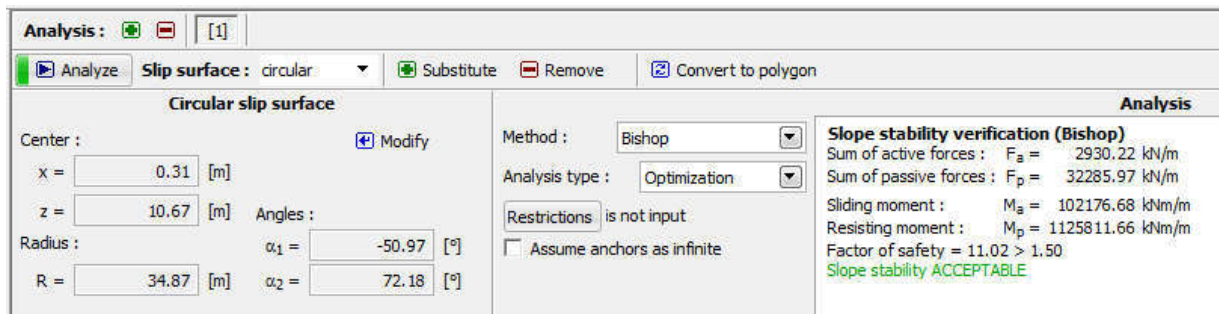 Analysis : [1]
Analyze Slip surface : circular Substitute Remove Convert to polygon
Circular slip surface
Center : Modify
x = 0.31 [m]
z = 10.67 [m] Angles :
Radius : α1 = -50.97 [°]
R = 34.87 [m] α2 = 72.18 [°]
Analysis
Method : Bishop
Analysis type : Optimization
Restrictions is not input
Assume anchors as infinite
Slope stability verification (Bishop)
Sum of active forces : Fa = 2930.22 kN/m
Sum of passive forces : Fp = 32285.97 kN/m
Sliding moment : Ma = 102176.68 kNm/m
Resisting moment : Mp = 1125811.66 kNm/m
Factor of safety = 11.02 > 1.50
Slope stability ACCEPTABLE